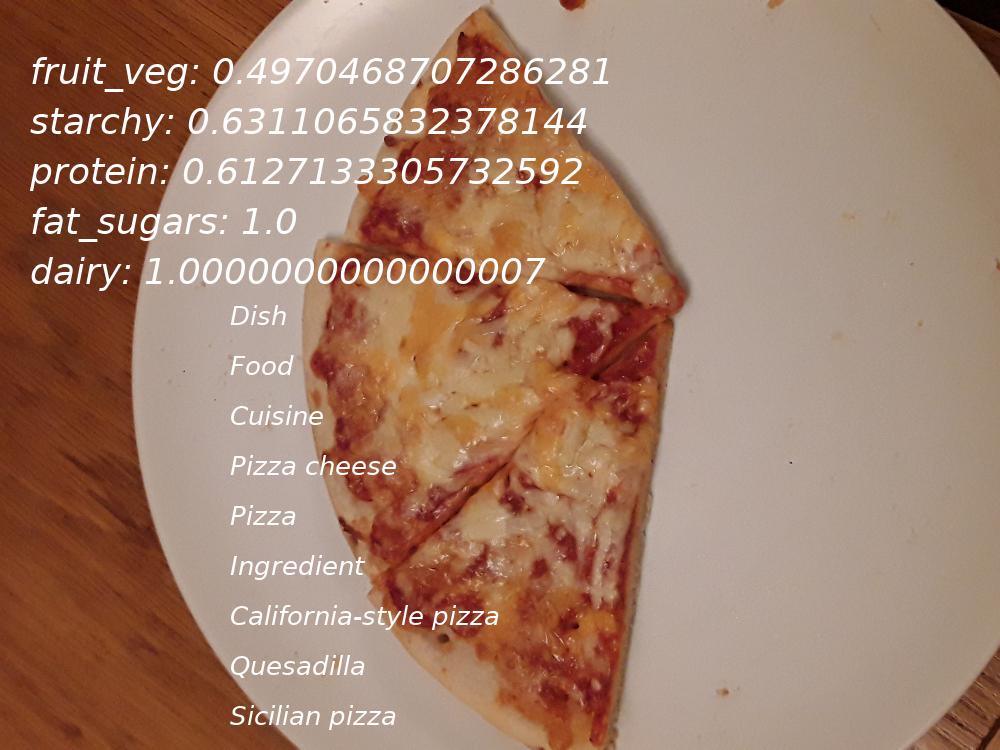 fruit_veg: 0.4970468707286281
starchy: 0.6311065832378144
protein: 0.6127133305732592
fat_sugars: 1.0
dairy: 1.0000000000000007
Dish
Food
Cuisine
Pizza cheese
Pizza
Ingredient
California-style pizza
Quesadilla
Sicilian pizza